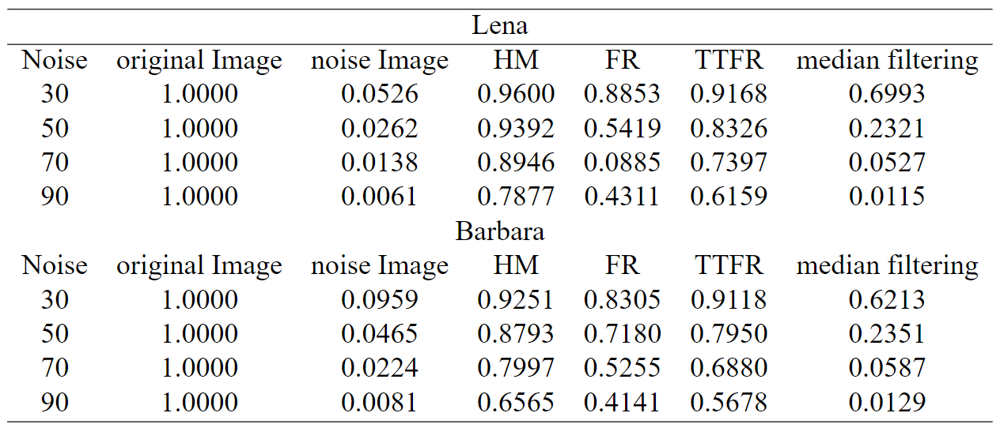 Lena
Noise original Image noise Image HM FR TTFR median filtering
30 1.0000 0.0526 0.9600 0.8853 0.9168 0.6993
50 1.0000 0.0262 0.9392 0.5419 0.8326 0.2321
70 1.0000 0.0138 0.8946 0.0885 0.7397 0.0527
90 1.0000 0.0061 0.7877 0.4311 0.6159 0.0115
Barbara
Noise original Image noise Image HM FR TTFR median filtering
30 1.0000 0.0959 0.9251 0.8305 0.9118 0.6213
50 1.0000 0.0465 0.8793 0.7180 0.7950 0.2351
70 1.0000 0.0224 0.7997 0.5255 0.6880 0.0587
90 1.0000 0.0081 0.6565 0.4141 0.5678 0.0129